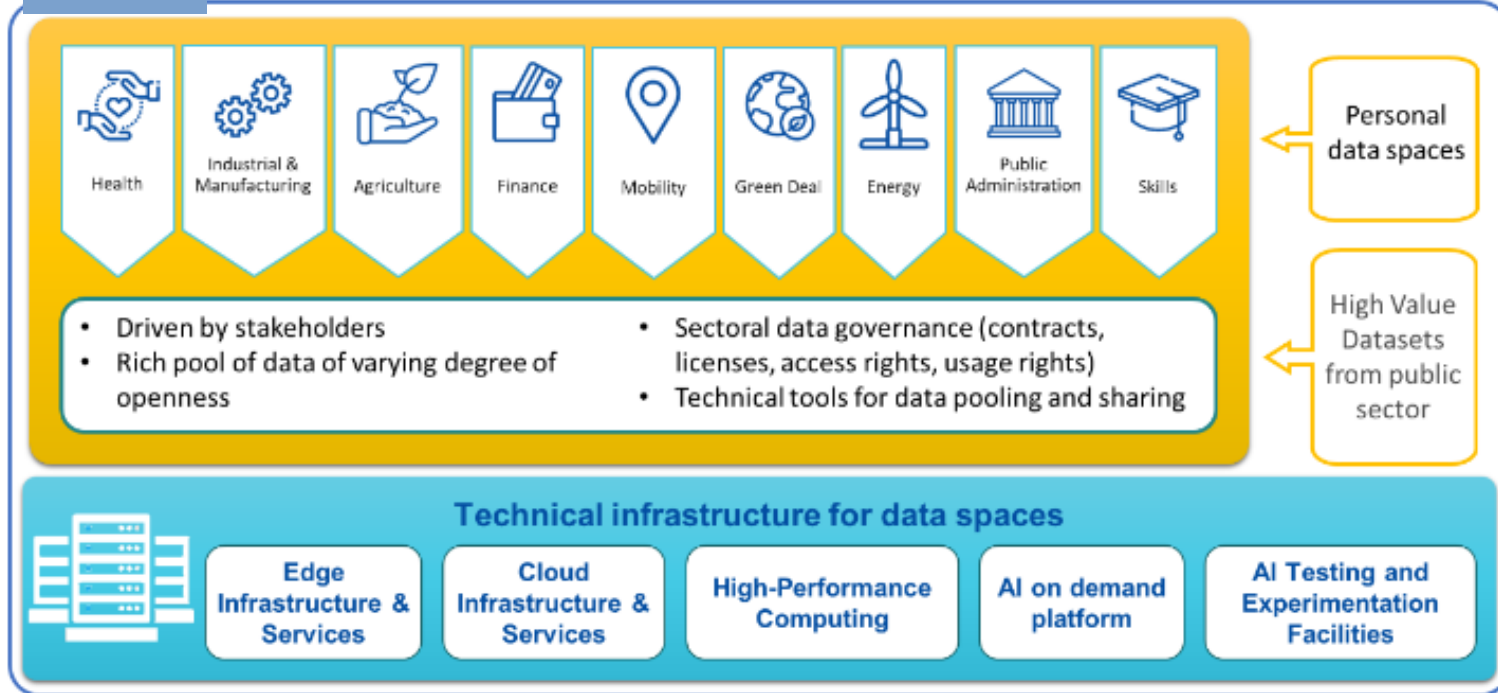 Health
Industrial &
Manufacturing
Agriculture
Finance
Mobility
Green Deal
Energy
Public
Administration
Skills
Personal
data spaces
• Driven by stakeholders
• Rich pool of data of varying degree of
openness
• Sectoral data governance (contracts,
licenses, access rights, usage rights)
• Technical tools for data pooling and sharing
High Value
Datasets
from public
sector
Technical infrastructure for data spaces
Edge
Infrastructure &
Services
Cloud
Infrastructure &
Services
High-Performance
Computing
AI on demand
platform
AI Testing and
Experimentation
Facilities